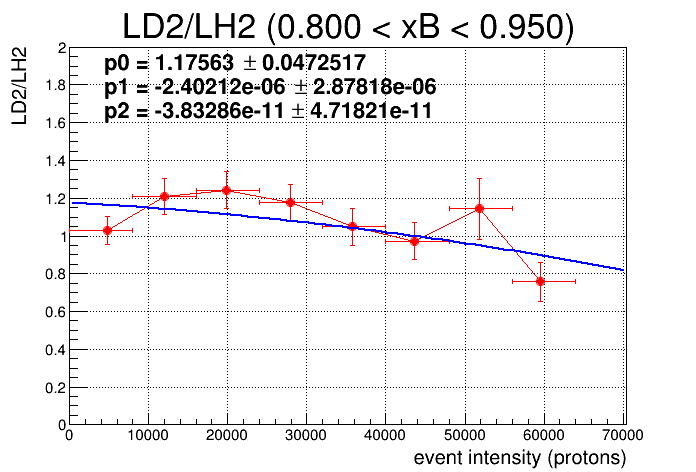 LD2/LH2 (0.800 < xB < 0.950)
LD2/LH2
p0 = 1.17563 ± 0.0472517
p1 = -2.40212e-06 ± 2.87818e-06
p2 = -3.83286e-11 ± 4.71821e-11
2
1.8
1.6
1.4
1.2
1
0.8
0.6
0.4
0.2
0
0 10000 20000 30000 40000 50000 60000 70000
event intensity (protons)